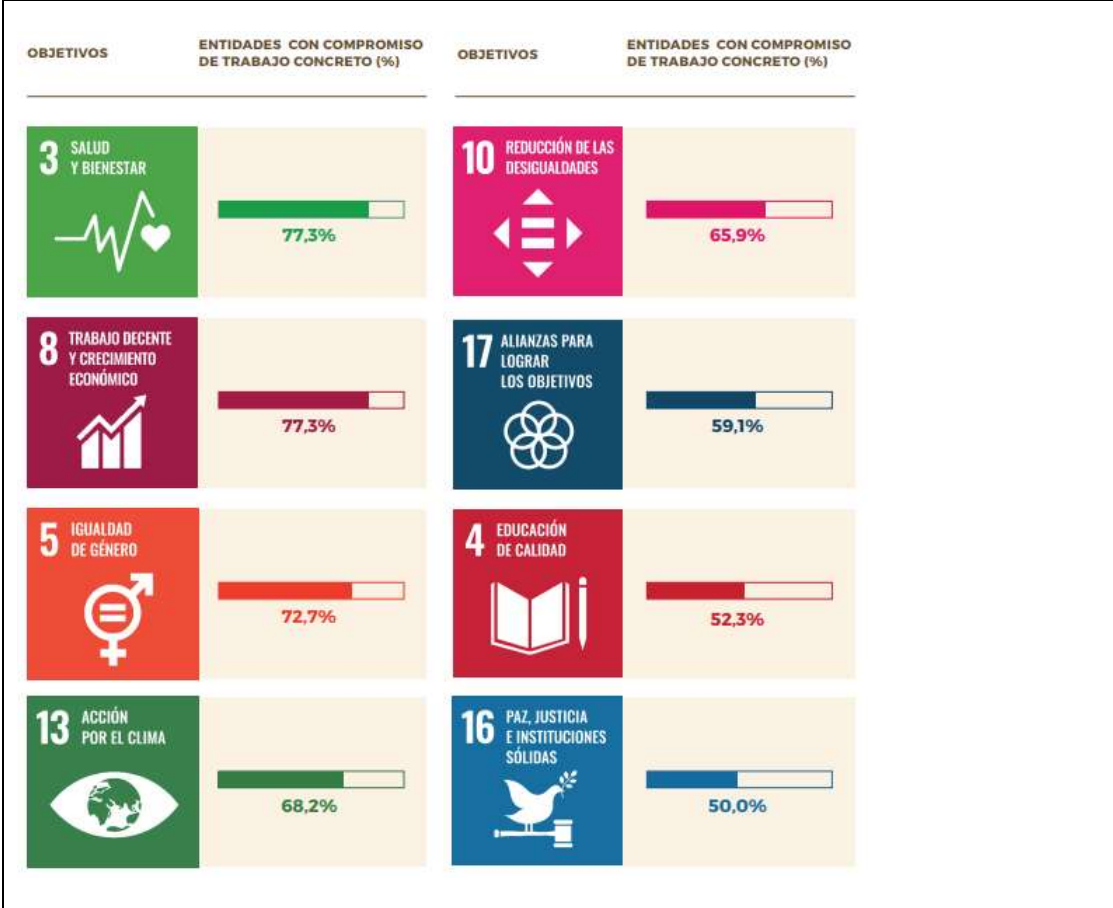 OBJETIVOS
ENTIDADES CON COMPROMISO
DE TRABAJO CONCRETO (%)
3 SALUD
Y BIENESTAR
77,3%
8 TRABAJO DECENTE
Y CRECIMIENTO
ECONÓMICO
77,3%
5 IGUALDAD
DE GÉNERO
72,7%
13 ACCIÓN
POR EL CLIMA
68,2%
OBJETIVOS
ENTIDADES CON COMPROMISO
DE TRABAJO CONCRETO (%)
10 REDUCCIÓN DE LAS
DESIGUALDADES
65,9%
17 ALIANZAS PARA
LOGRAR
LOS OBJETIVOS
59,1%
4 EDUCACIÓN
DE CALIDAD
52,3%
16 PAZ, JUSTICIA
E INSTITUCIONES
SÓLIDAS
50,0%